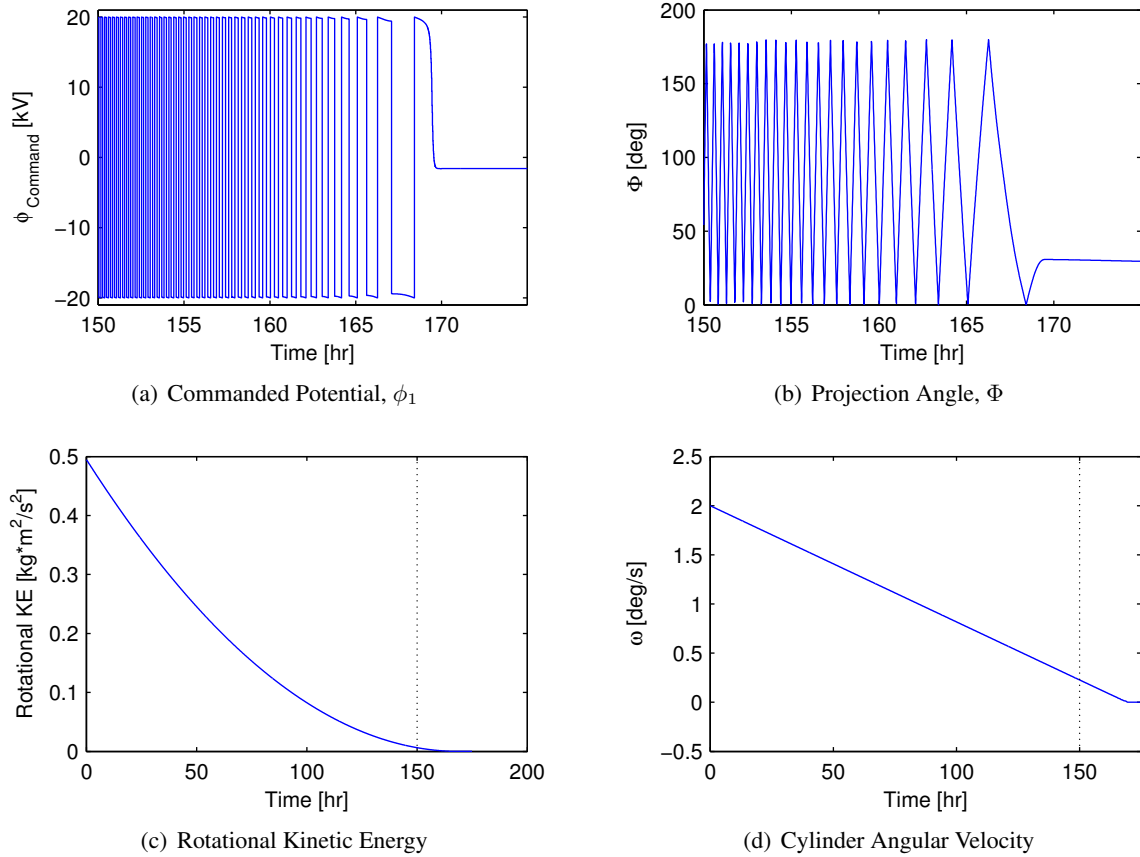 20
10
0
−10
−20
ϕCommand [kV]
150 155 160 165 170
Time [hr]
(a) Commanded Potential, ϕ1
200
150
100
50
0
Φ [deg]
150 155 160 165 170
Time [hr]
(b) Projection Angle, Φ
0.5
0.4
0.3
0.2
0.1
0
Rotational KE [kg*m²/s²]
0 50 100 150 200
Time [hr]
(c) Rotational Kinetic Energy
2.5
2
1.5
1
0.5
0
−0.5
ω [deg/s]
0 50 100 150
Time [hr]
(d) Cylinder Angular Velocity